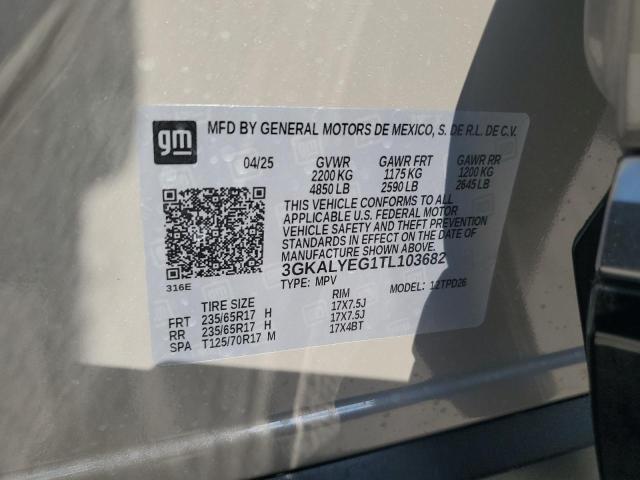 gm MFD BY GENERAL MOTORS DE MEXICO, S. DE R.L. DE C.V.
04/25 GVWR GAWR FRT GAWR RR
2200 KG 1175 KG 1200 KG
4850 LB 2590 LB 2645 LB
THIS VEHICLE CONFORMS TO ALL
APPLICABLE U.S. FEDERAL MOTOR
VEHICLE SAFETY AND THEFT PREVENTION
STANDARDS IN EFFECT ON THE DATE OF
MANUFACTURE SHOWN ABOVE.
3GKALYEG1TL103682
316E TYPE: MPV MODEL: 12TPD26
TIRE SIZE RIM
FRT 235/65R17 H 17X7.5J
RR 235/65R17 H 17X7.5J
SPA T125/70R17 M 17X4BT